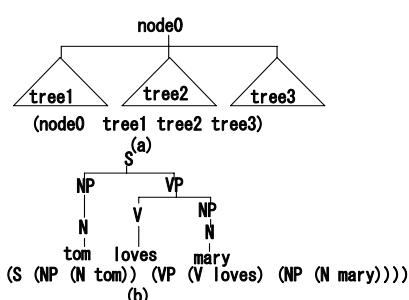 node0
tree1 tree2 tree3
(node0 tree1 tree2 tree3)
(a)
S
NP VP
V NP
N N
tom loves mary
(S (NP (N tom)) (VP (V loves) (NP (N mary))))
(b)